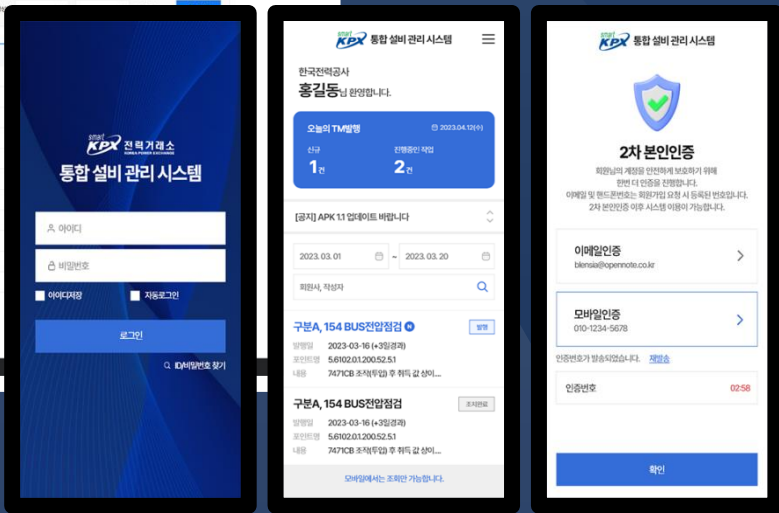 smart
KPX 전력거래소
KOREA POWER EXCHANGE
통합 설비 관리 시스템
아이디
비밀번호
아이디저장
자동로그인
로그인
ID/비밀번호 찾기
smart
KPX 통합 설비 관리 시스템
한국전력공사
홍길동님 환영합니다.
오늘의 TM발행
2023.04.12(수)
신규
진행중인 작업
1건
2건
[공지] APK 1.1 업데이트 바랍니다
2023. 03. 01 ~ 2023. 03. 20
회원사, 작성자
구분A, 154 BUS전압점검 N
발행
발행일 2023-03-16 (+3일경과)
포인트명 5.6102.0.1.200.52.5.1
내용 7471CB 조작(투입) 후 취득 값 상이....
구분A, 154 BUS전압점검
조치완료
발행일 2023-03-16 (+3일경과)
포인트명 5.6102.0.1.200.52.5.1
내용 7471CB 조작(투입) 후 취득 값 상이....
모바일에서는 조회만 가능합니다.
smart
KPX 통합 설비 관리 시스템
2차 본인인증
회원님의 계정을 안전하게 보호하기 위해
한번 더 인증을 진행합니다.
이메일 및 핸드폰번호는 회원가입 요청 시 등록된 번호입니다.
2차 본인인증 이후 시스템 이용이 가능합니다.
이메일인증
blensia@opennote.co.kr
모바일인증
010-1234-5678
인증번호가 발송되었습니다. 재발송
인증번호
02:56
확인